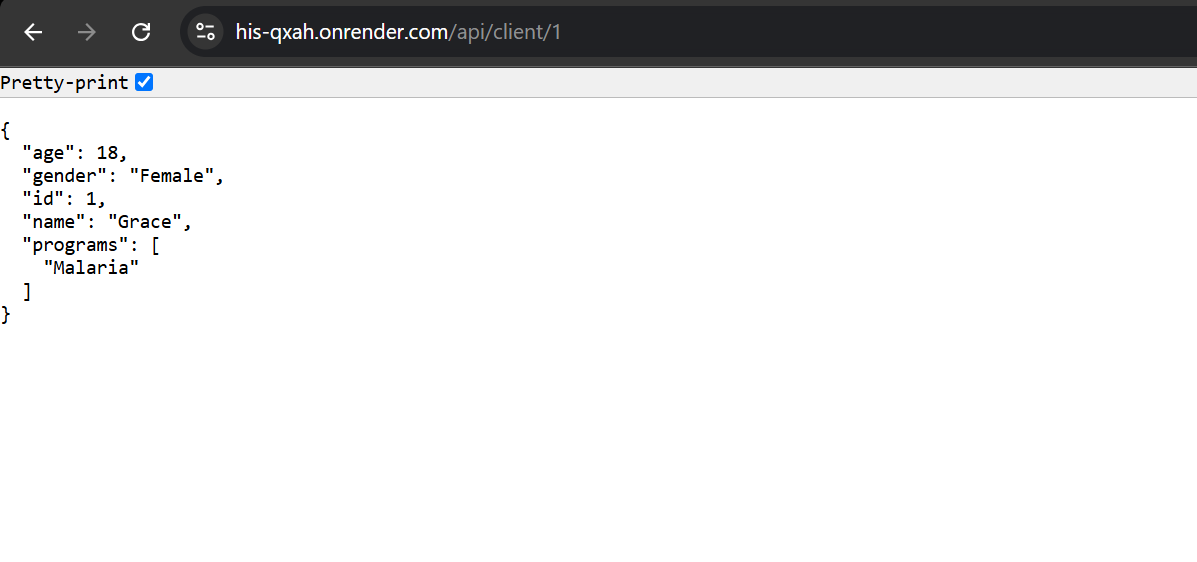 his-qxah.onrender.com/api/client/1
Pretty-print
{
  "age": 18,
  "gender": "Female",
  "id": 1,
  "name": "Grace",
  "programs": [
    "Malaria"
  ]
}